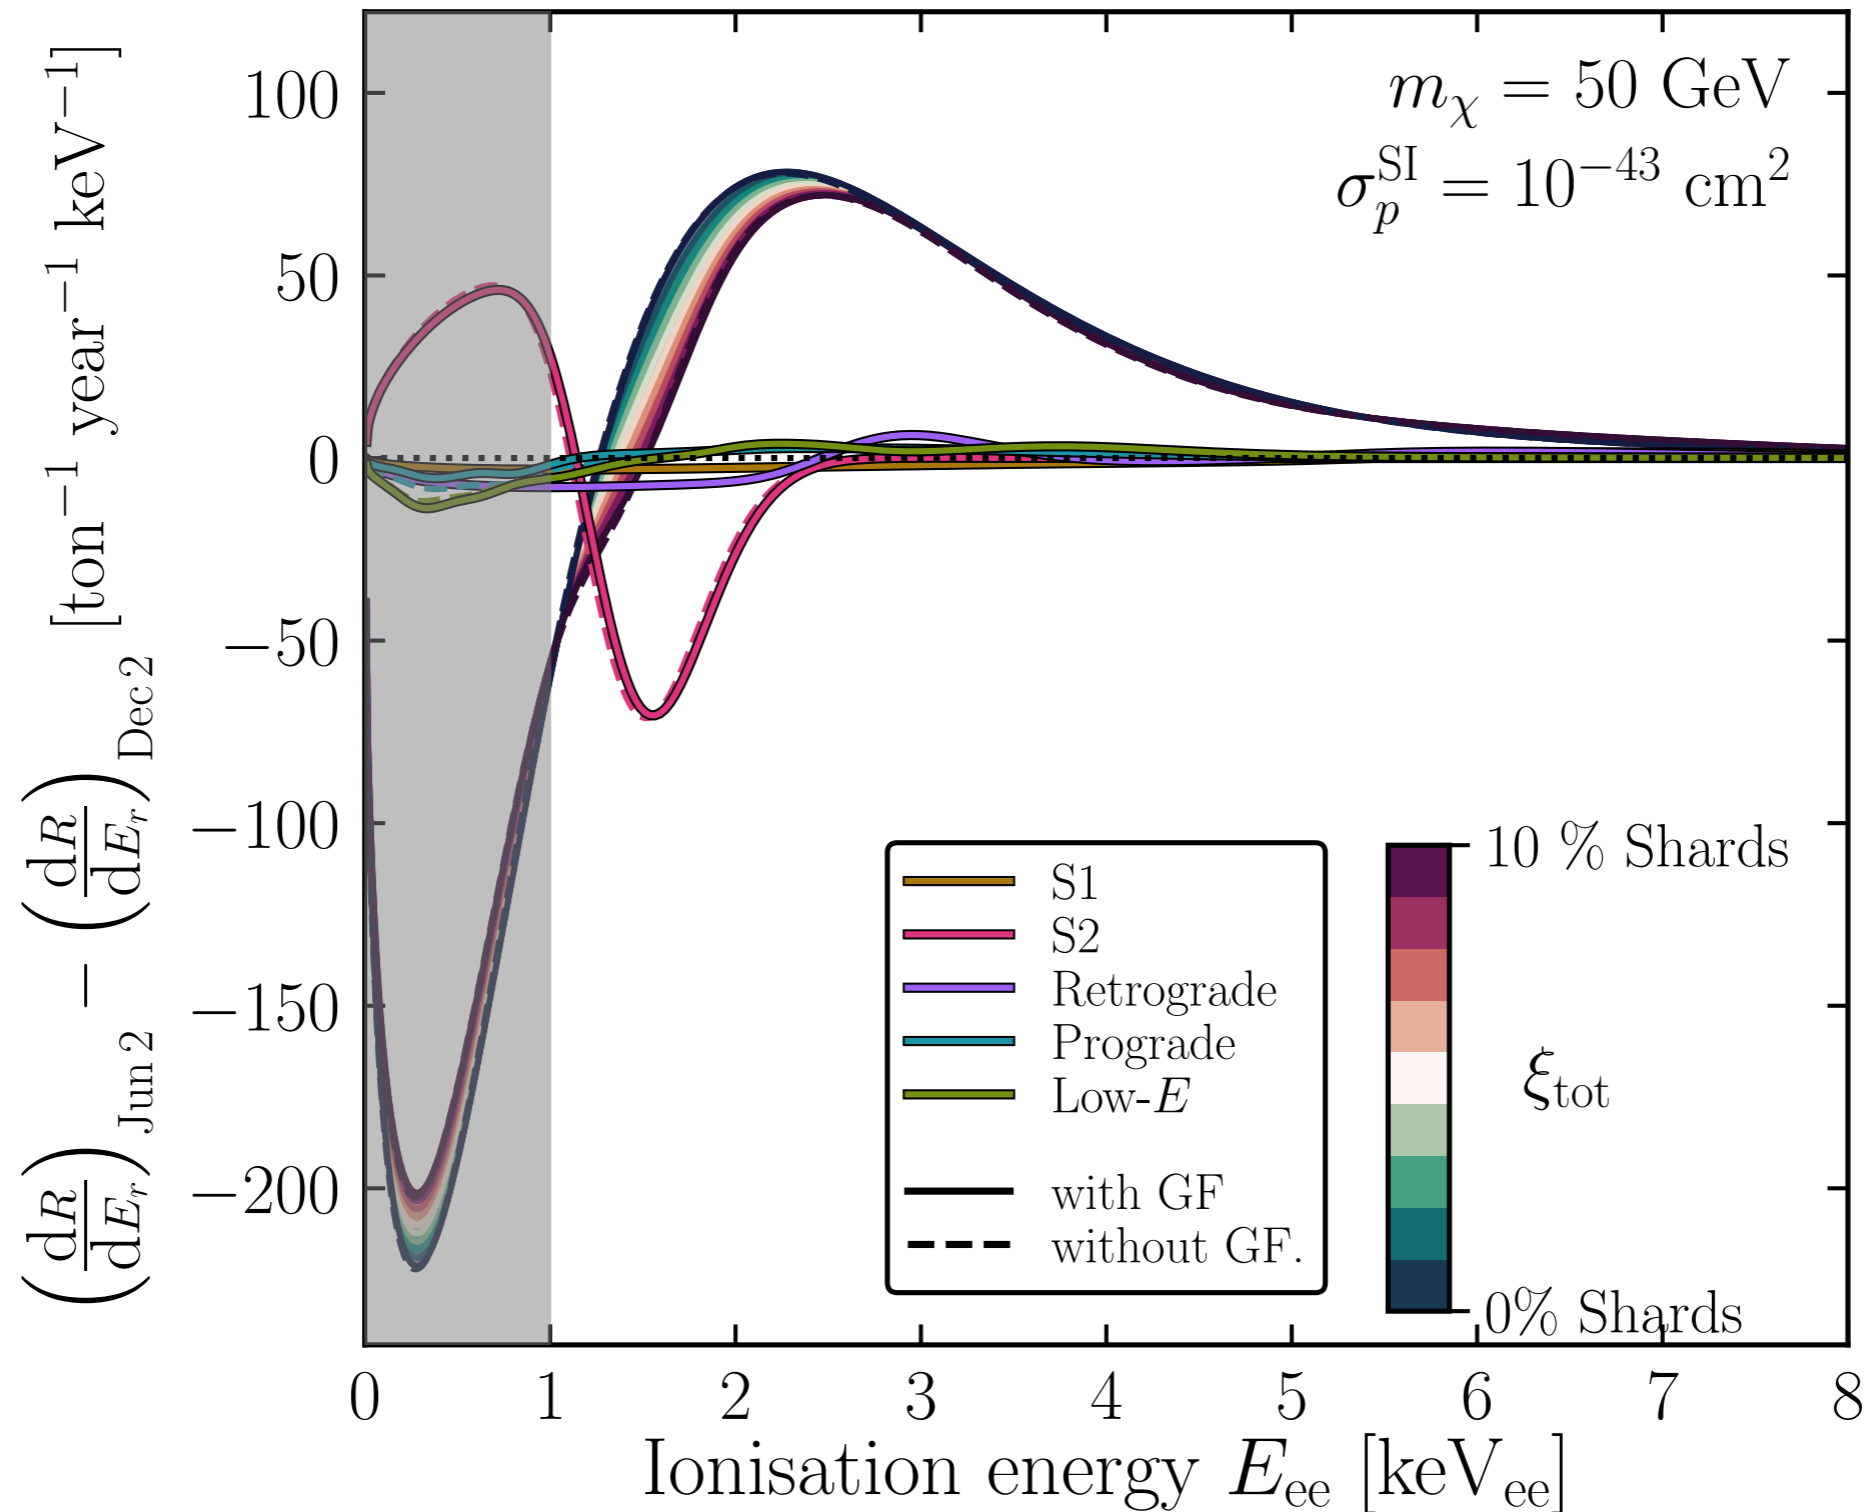 (dR/dE_r)_Jun 2 − (dR/dE_r)_Dec 2 [ton⁻¹ year⁻¹ keV⁻¹]
100
50
0
−50
−100
−150
−200
m_χ = 50 GeV
σ_p^SI = 10⁻⁴³ cm²
S1
S2
Retrograde
Prograde
Low-E
with GF
without GF.
10 % Shards
ξ_tot
0% Shards
0 1 2 3 4 5 6 7 8
Ionisation energy E_ee [keV_ee]